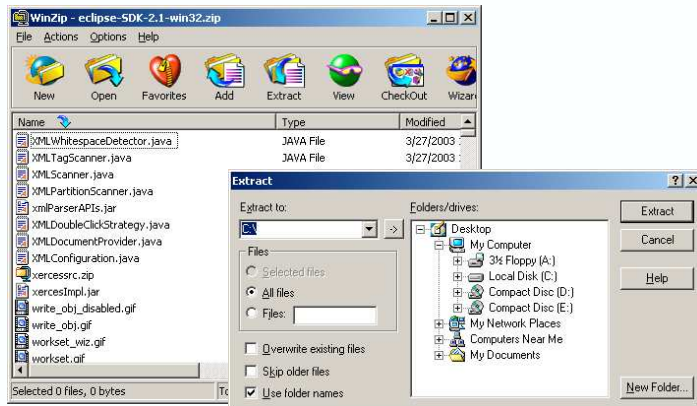 WinZip - eclipse-SDK-2.1-win32.zip
File Actions Options Help
New Open Favorites Add Extract View CheckOut Wizar
Name Type Modified
XMLWhitespaceDetector.java JAVA File 3/27/2003
XMLTagScanner.java JAVA File 3/27/2003
XMLScanner.java
XMLPartitionScanner.java
xmlParserAPIs.jar
XMLDoubleClickStrategy.java
XMLDocumentProvider.java
XMLConfiguration.java
xercessrc.zip
xercesImpl.jar
write_obj_disabled.gif
write_obj.gif
workset_wiz.gif
workset.gif
Selected 0 files, 0 bytes
Extract
Extract to:
C:\
Files
Selected files
All files
Files:
Overwrite existing files
Skip older files
Use folder names
Folders/drives:
Desktop
My Computer
3½ Floppy (A:)
Local Disk (C:)
Compact Disc (D:)
Compact Disc (E:)
My Network Places
Computers Near Me
My Documents
Extract
Cancel
Help
New Folder...